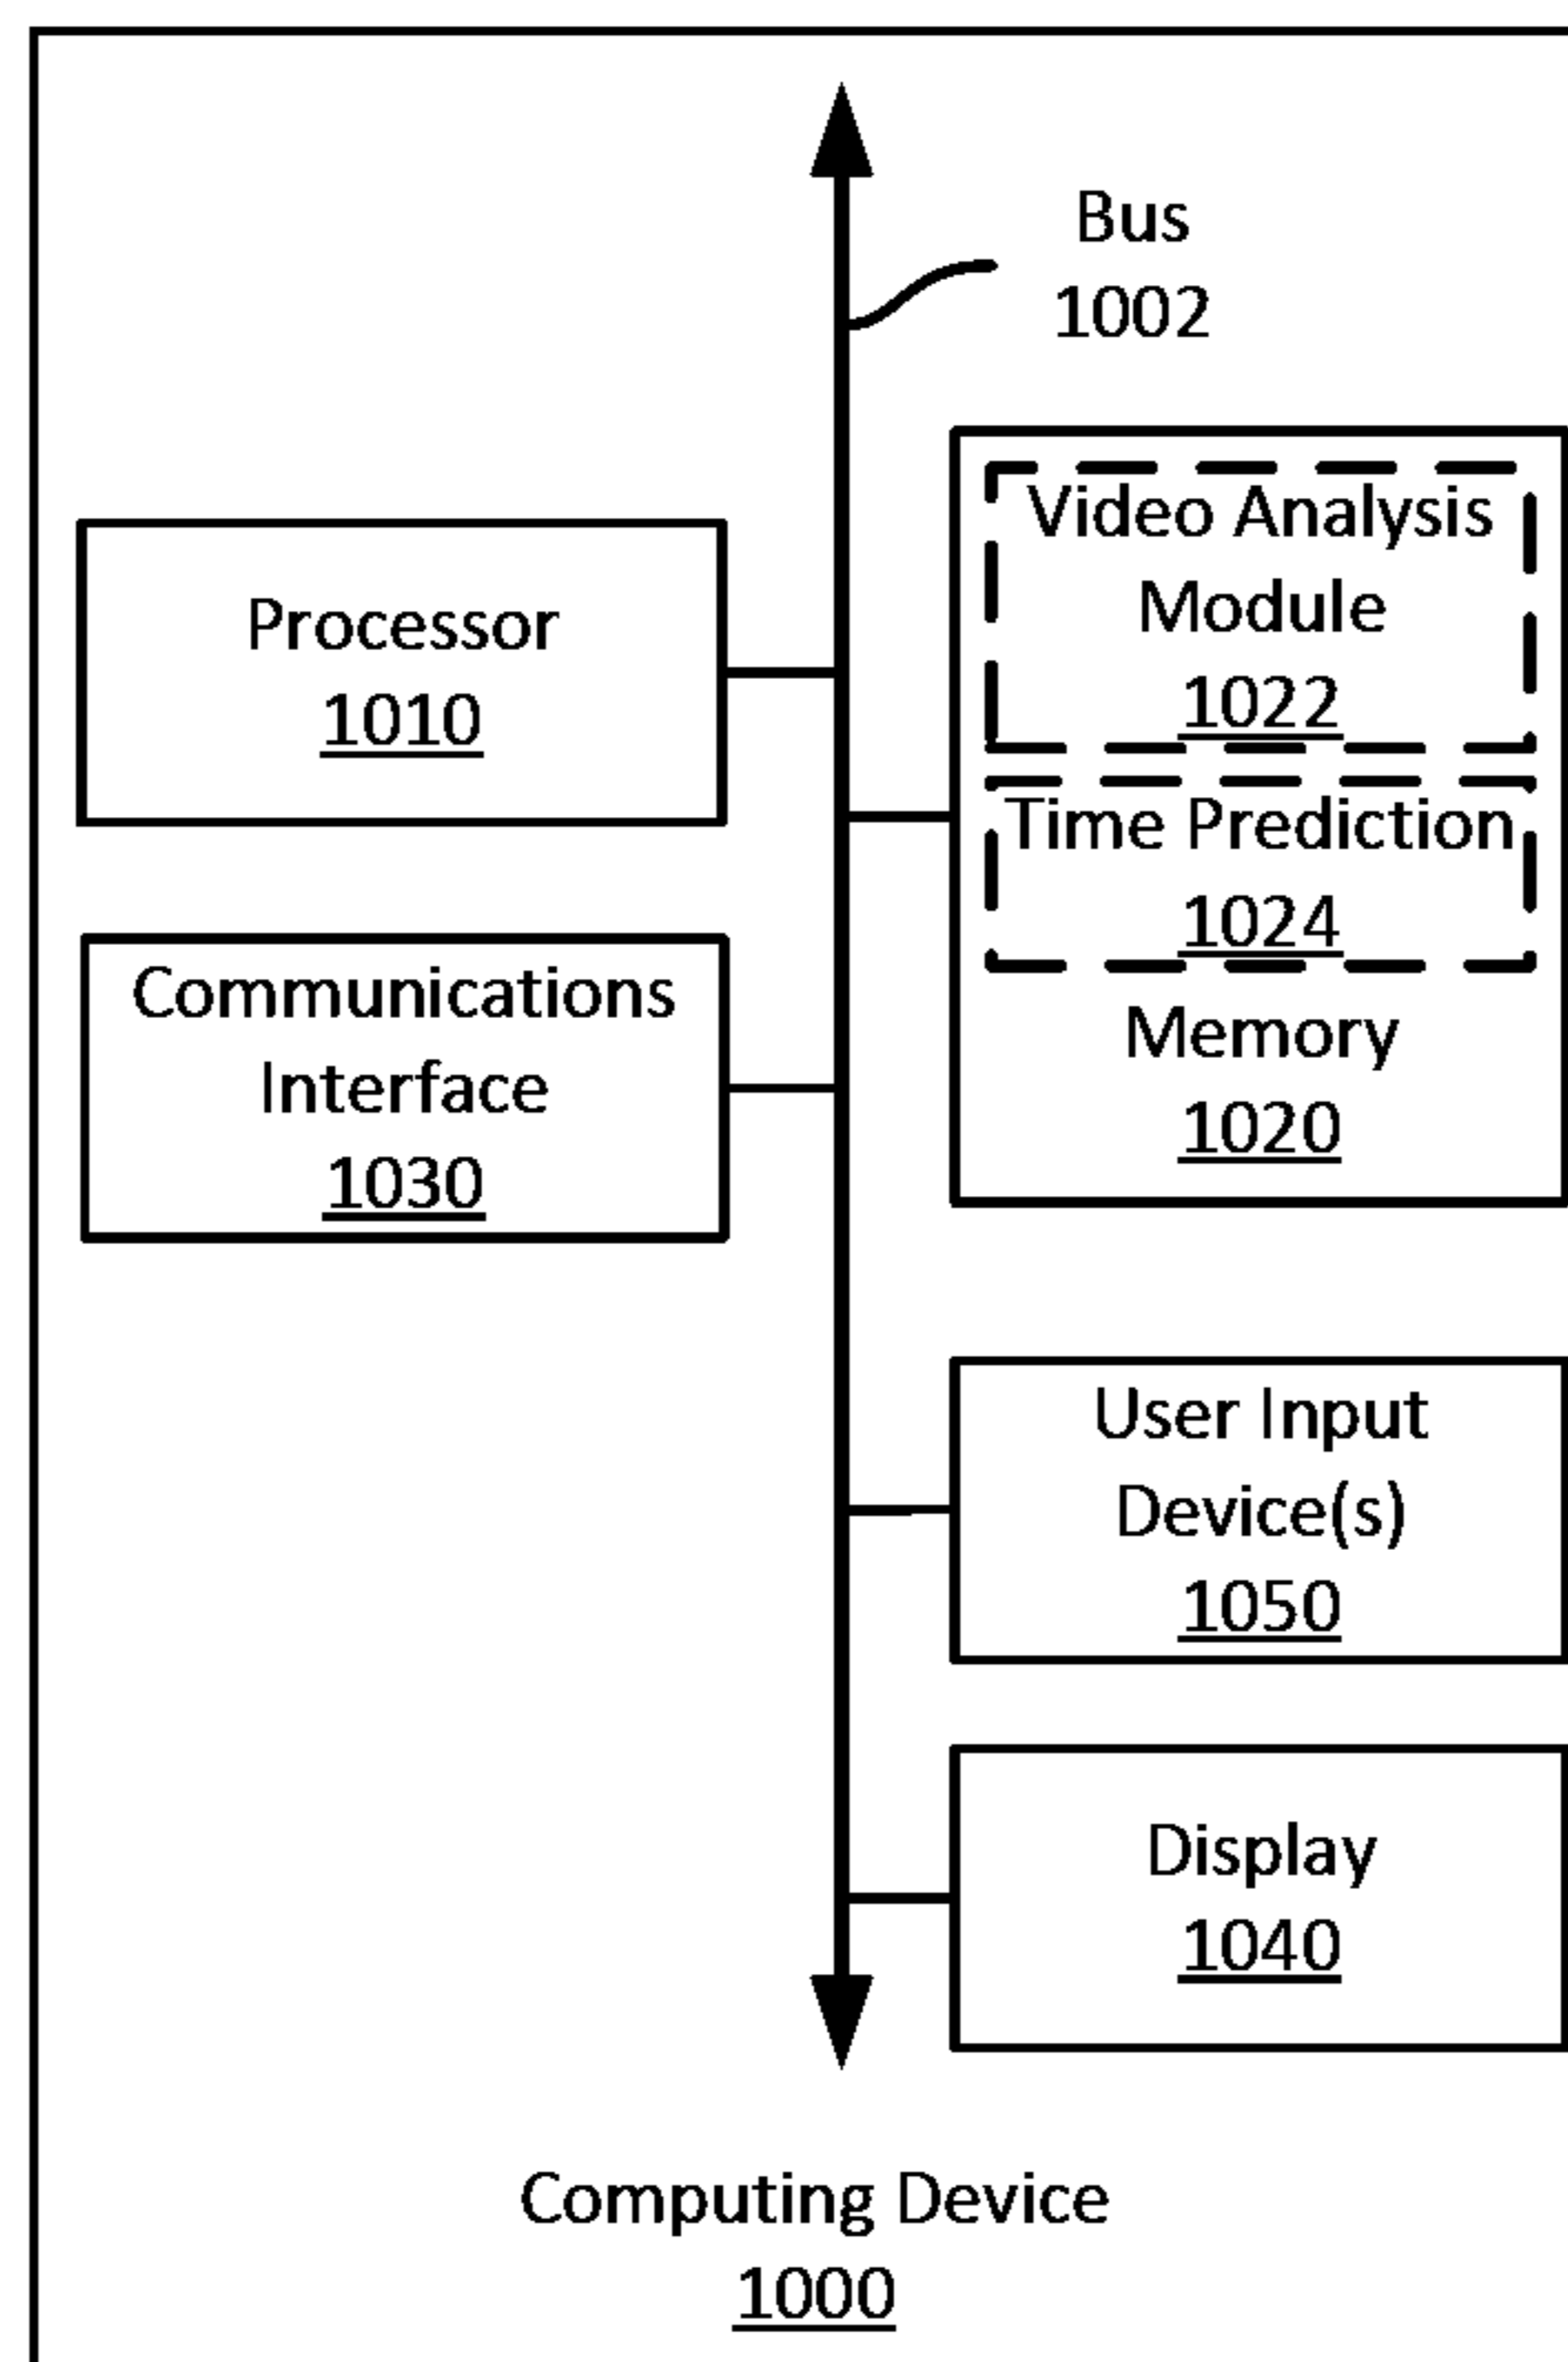 Bus
1002
Processor
1010
Video Analysis
Module
1022
Time Prediction
1024
Memory
1020
Communications
Interface
1030
User Input
Device(s)
1050
Display
1040
Computing Device
1000